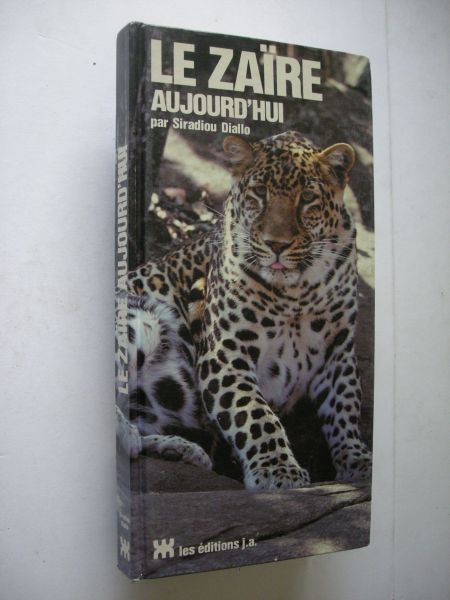 LE ZAÏRE
AUJOURD'HUI
par Siradiou Diallo
LE ZAÏRE AUJOURD'HUI
les éditions j.a.